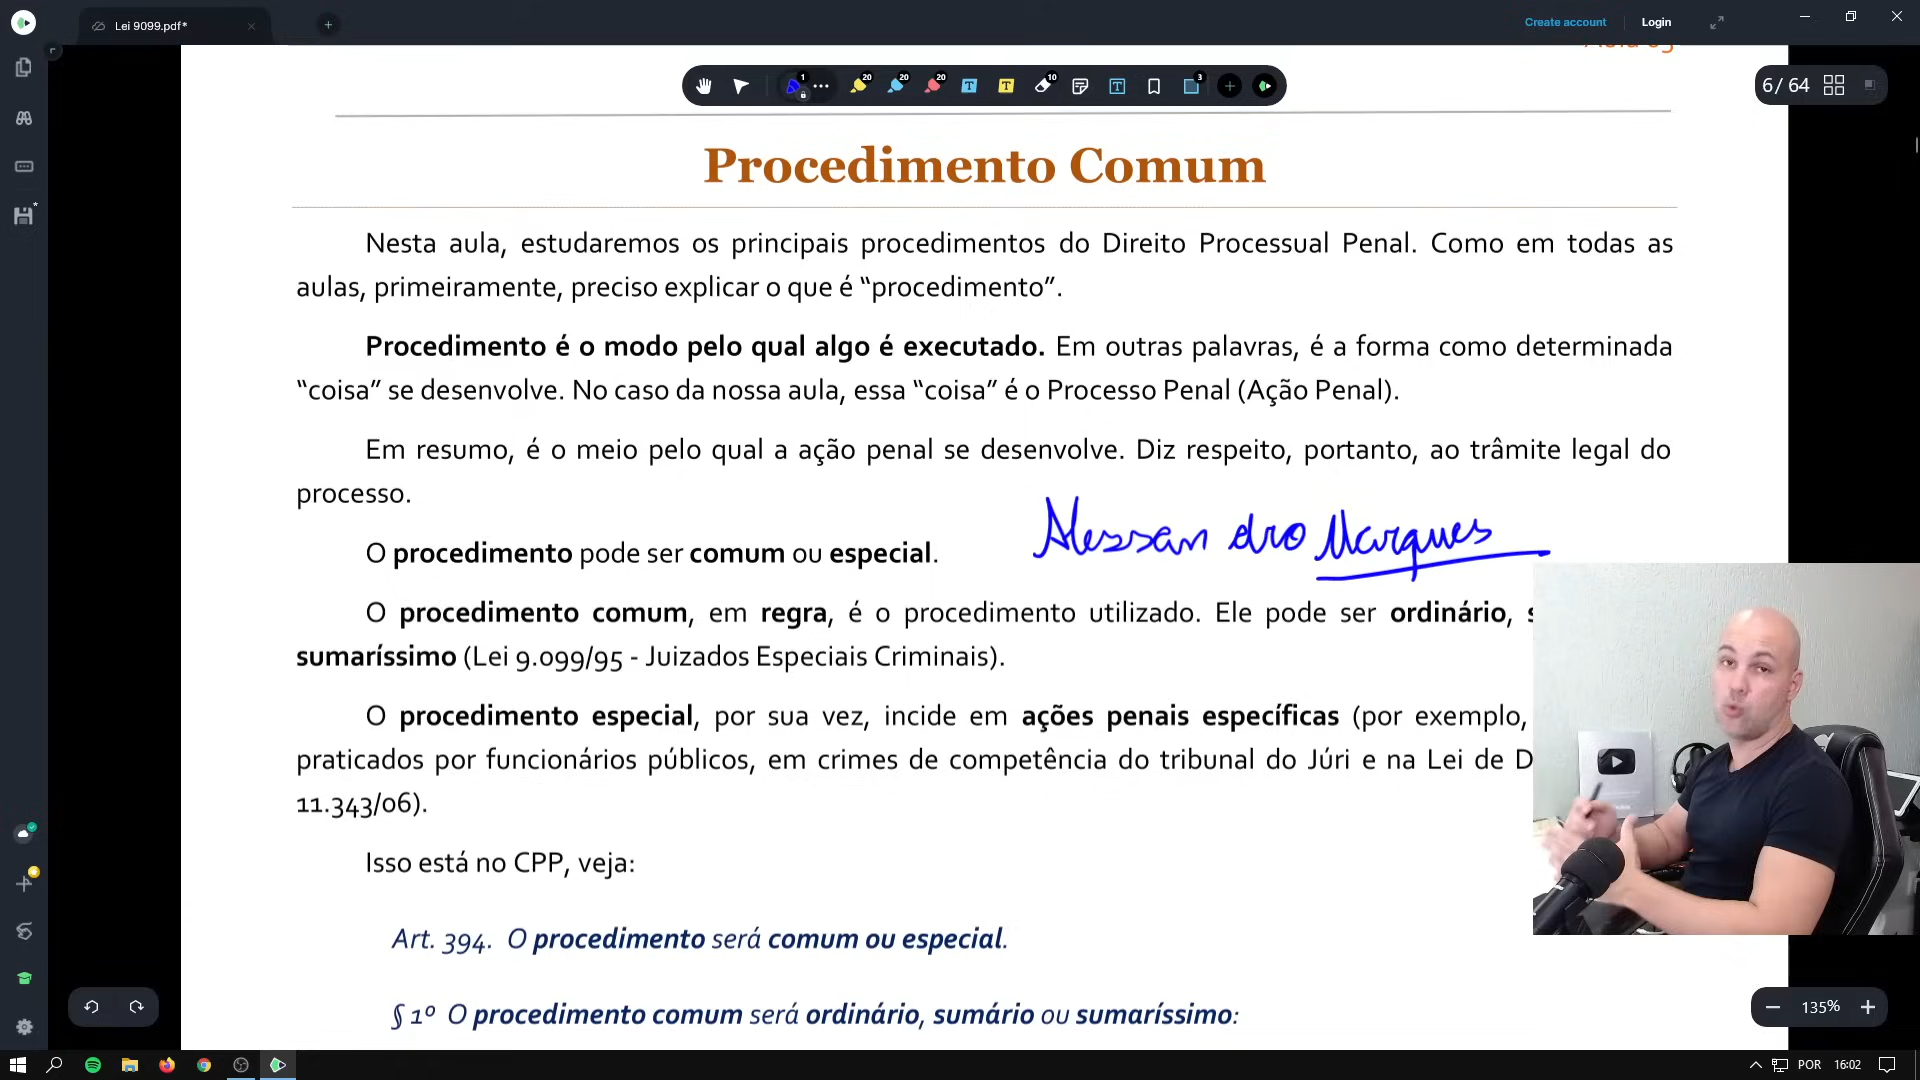 Lei 9099.pdf*
Create account
Login
1
20
20
20
10
3
6 / 64
Procedimento Comum
Nesta aula, estudaremos os principais procedimentos do Direito Processual Penal. Como em todas as
aulas, primeiramente, preciso explicar o que é “procedimento”.
Procedimento é o modo pelo qual algo é executado. Em outras palavras, é a forma como determinada
“coisa” se desenvolve. No caso da nossa aula, essa “coisa” é o Processo Penal (Ação Penal).
Em resumo, é o meio pelo qual a ação penal se desenvolve. Diz respeito, portanto, ao trâmite legal do
processo.
Alessandro Marques
O procedimento pode ser comum ou especial.
O procedimento comum, em regra, é o procedimento utilizado. Ele pode ser ordinário,
sumaríssimo (Lei 9.099/95 - Juizados Especiais Criminais).
O procedimento especial, por sua vez, incide em ações penais específicas (por exemplo,
praticados por funcionários públicos, em crimes de competência do tribunal do Júri e na Lei de D
11.343/06).
Isso está no CPP, veja:
Art. 394. O procedimento será comum ou especial.
§ 1º O procedimento comum será ordinário, sumário ou sumaríssimo:
135%
POR
16:02